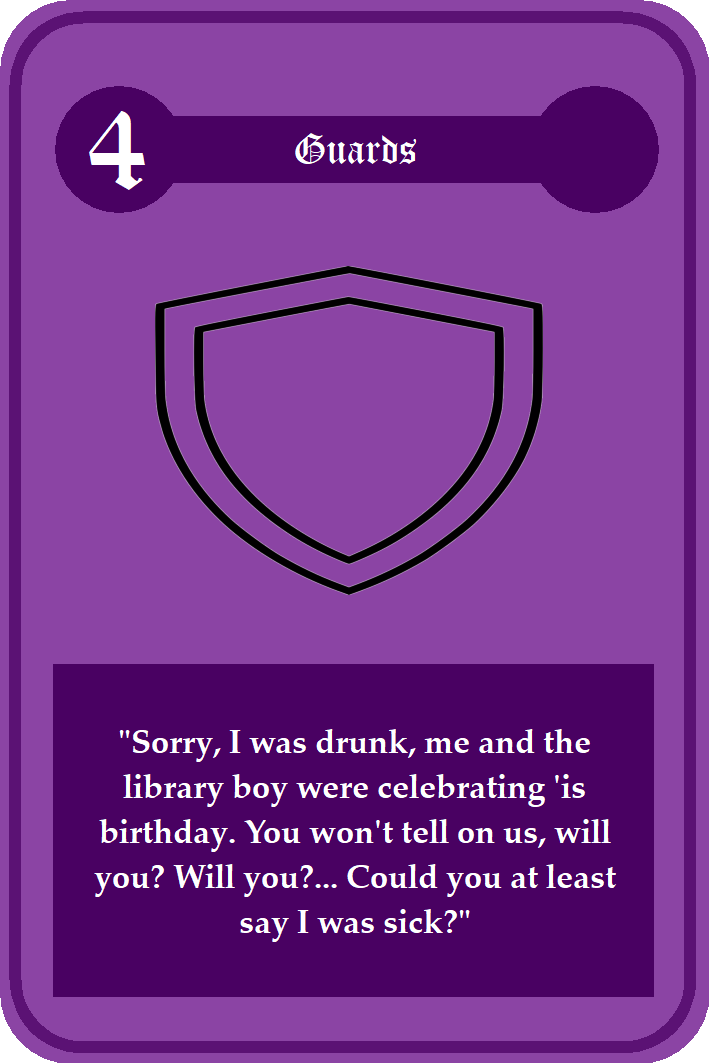 4
Guards
"Sorry, I was drunk, me and the
library boy were celebrating 'is
birthday. You won't tell on us, will
you? Will you?... Could you at least
say I was sick?"